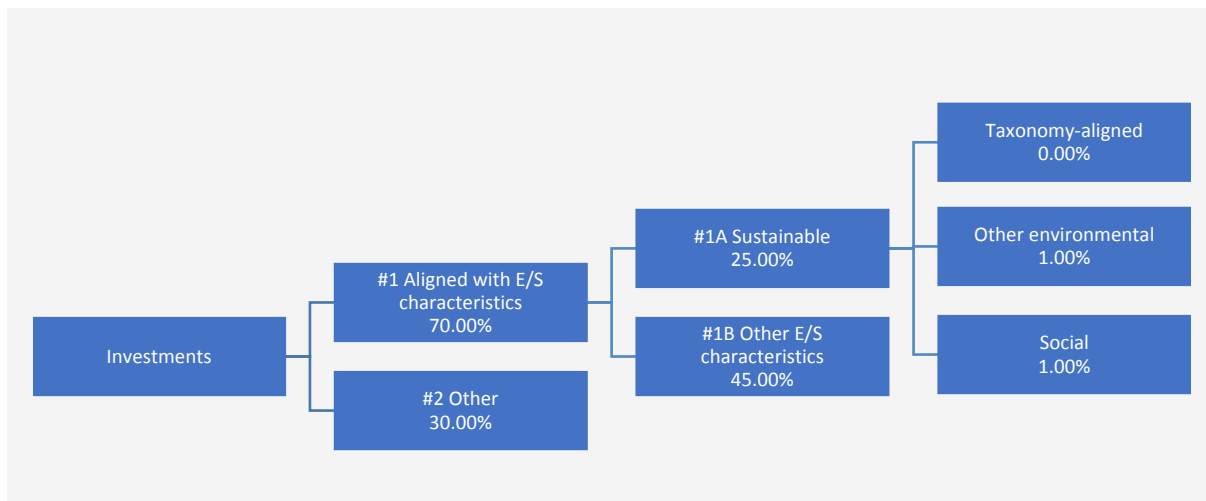 Investments
#1 Aligned with E/S
characteristics
70.00%
#2 Other
30.00%
#1A Sustainable
25.00%
#1B Other E/S
characteristics
45.00%
Taxonomy-aligned
0.00%
Other environmental
1.00%
Social
1.00%